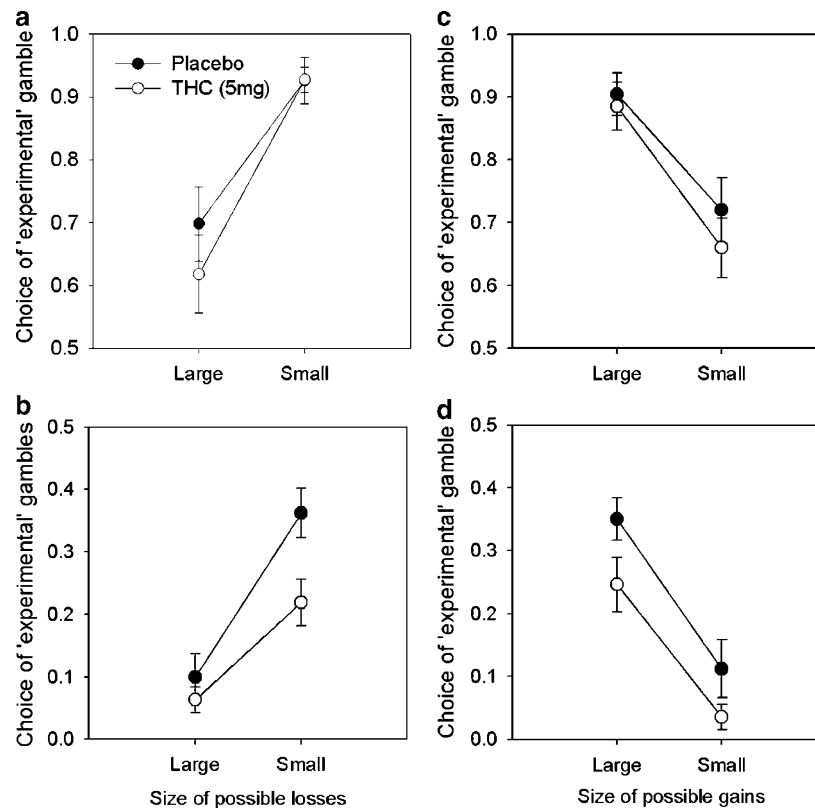 a
Choice of 'experimental' gamble
1.0
0.9
0.8
0.7
0.6
0.5
Placebo
THC (5mg)
Large Small
c
Choice of 'experimental' gamble
1.0
0.9
0.8
0.7
0.6
0.5
Large Small
b
Choice of 'experimental' gambles
0.5
0.4
0.3
0.2
0.1
0.0
Large Small
Size of possible losses
d
Choice of 'experimental' gamble
0.5
0.4
0.3
0.2
0.1
0.0
Large Small
Size of possible gains